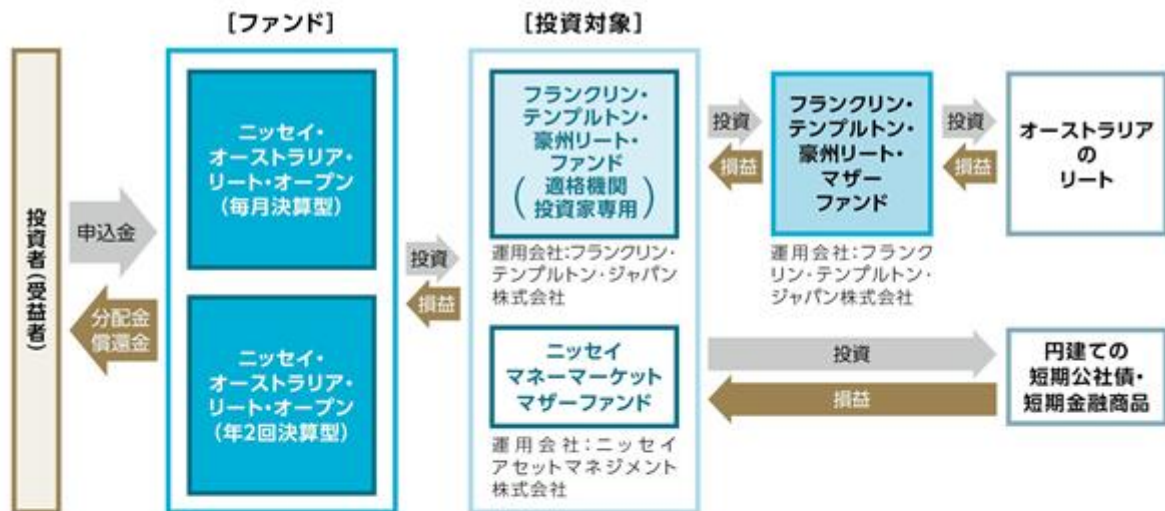 [ファンド]
[投資対象]
投資者(受益者)
申込金
分配金
償還金
ニッセイ・
オーストラリア・
リート・オープン
(毎月決算型)
ニッセイ・
オーストラリア・
リート・オープン
(年2回決算型)
投資
損益
フランクリン・
テンプルトン・
豪州リート・
ファンド
(適格機関
投資家専用)
運用会社:フランクリン・
テンプルトン・ジャパン
株式会社
ニッセイ
マネーマーケット
マザーファンド
運用会社:ニッセイ
アセットマネジメント
株式会社
投資
損益
フランクリン・
テンプルトン・
豪州リート・
マザー
ファンド
運用会社:フランク
リン・テンプルトン・
ジャパン株式会社
投資
損益
オーストラリア
の
リート
投資
損益
円建ての
短期公社債・
短期金融商品